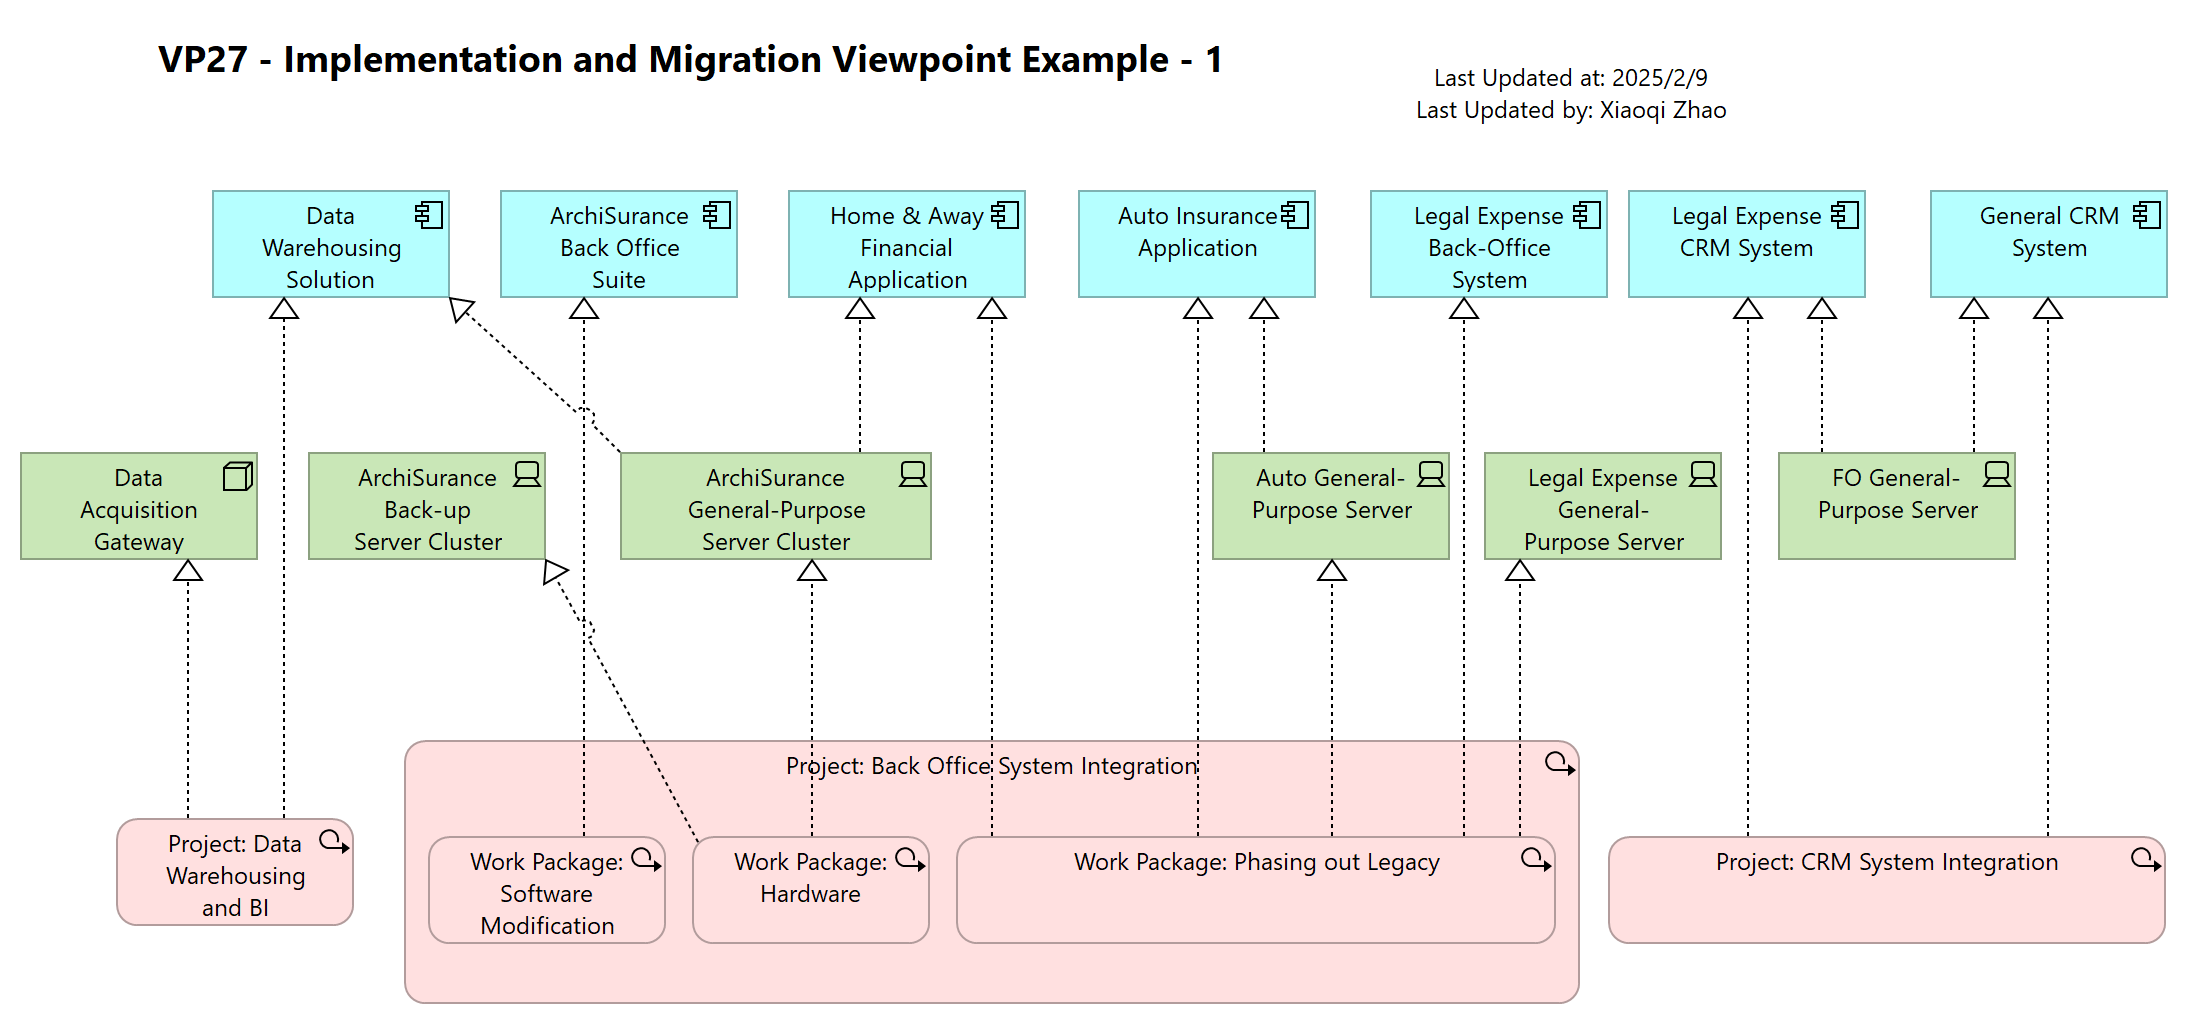 VP27 - Implementation and Migration Viewpoint Example - 1
Last Updated at: 2025/2/9
Last Updated by: Xiaoqi Zhao
Data
Warehousing
Solution
ArchiSurance
Back Office
Suite
Home & Away
Financial
Application
Auto Insurance
Application
Legal Expense
Back-Office
System
Legal Expense
CRM System
General CRM
System
Data
Acquisition
Gateway
ArchiSurance
Back-up
Server Cluster
ArchiSurance
General-Purpose
Server Cluster
Auto General-
Purpose Server
Legal Expense
General-
Purpose Server
FO General-
Purpose Server
Project: Back Office System Integration
Project: Data
Warehousing
and BI
Work Package:
Software
Modification
Work Package:
Hardware
Work Package: Phasing out Legacy
Project: CRM System Integration